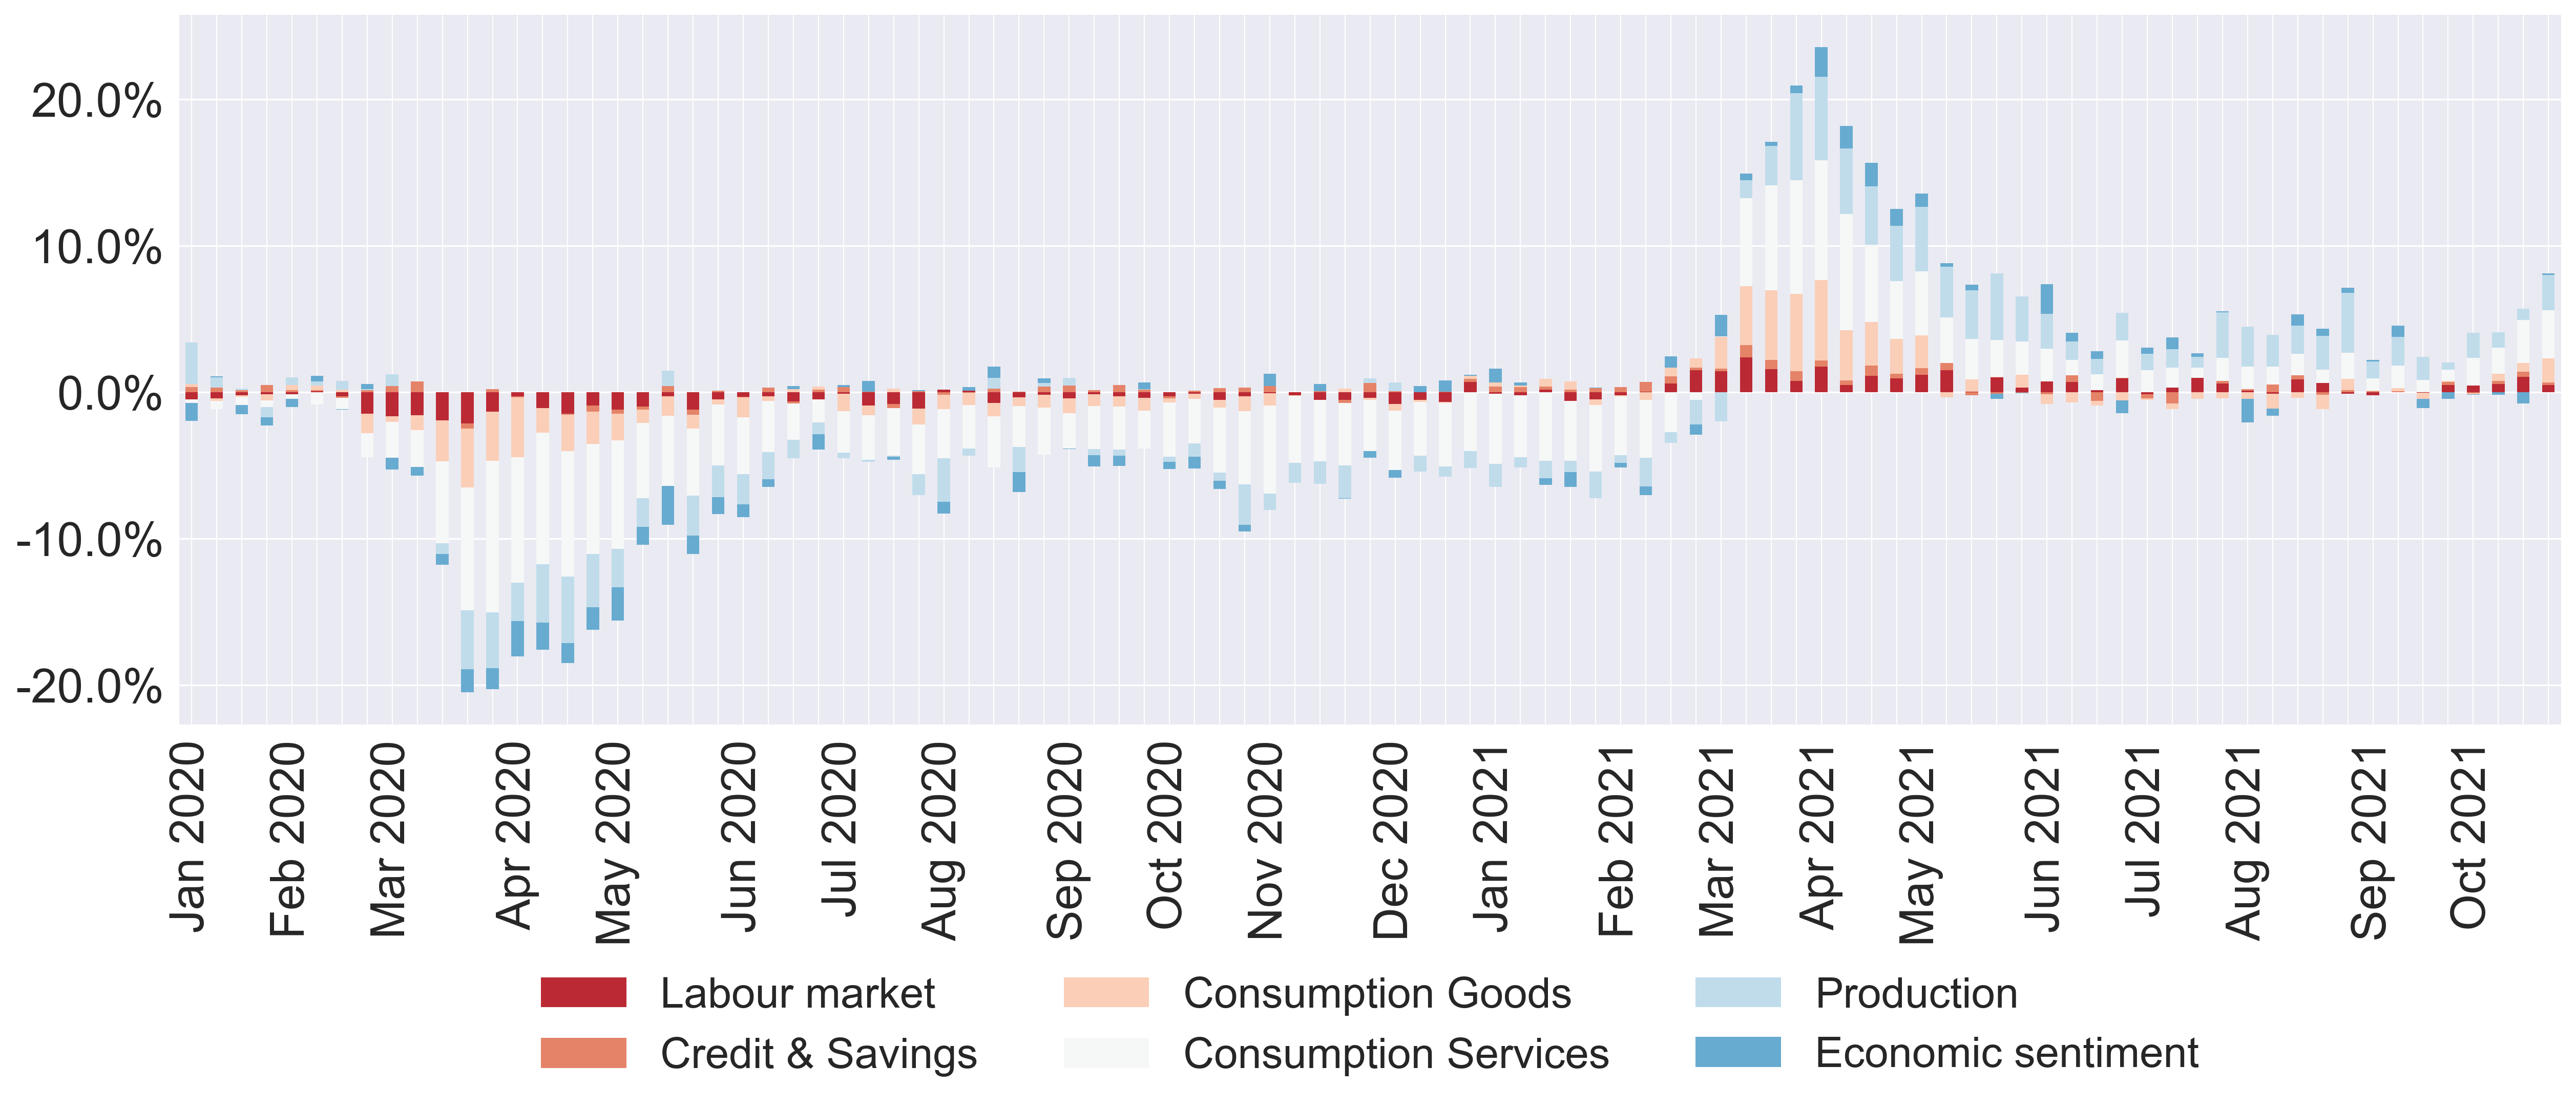 20.0%
10.0%
0.0%
-10.0%
-20.0%
Jan 2020
Feb 2020
Mar 2020
Apr 2020
May 2020
Jun 2020
Jul 2020
Aug 2020
Sep 2020
Oct 2020
Nov 2020
Dec 2020
Jan 2021
Feb 2021
Mar 2021
Apr 2021
May 2021
Jun 2021
Jul 2021
Aug 2021
Sep 2021
Oct 2021
Labour market
Consumption Goods
Production
Credit & Savings
Consumption Services
Economic sentiment